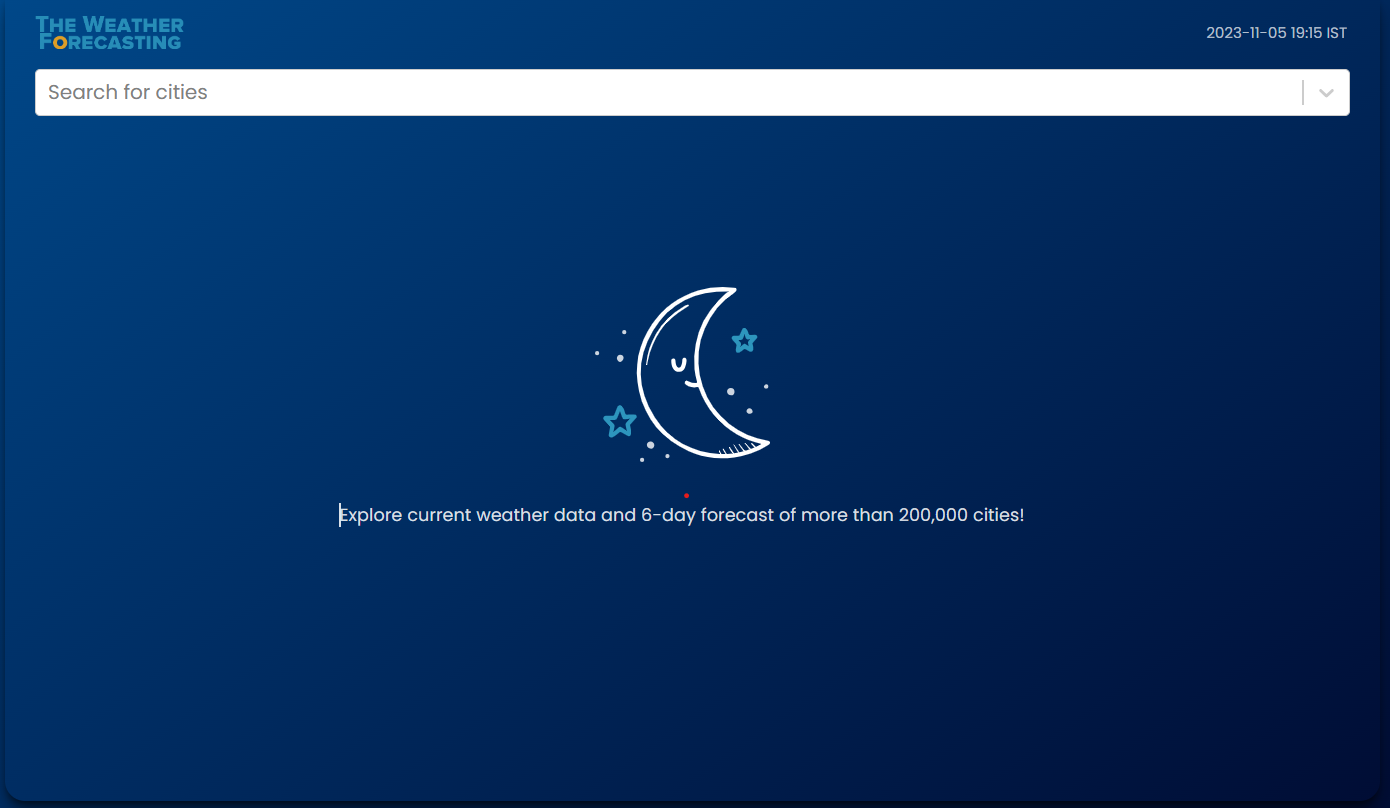 THE WEATHER
FORECASTING
2023-11-05 19:15 IST
Search for cities
Explore current weather data and 6-day forecast of more than 200,000 cities!